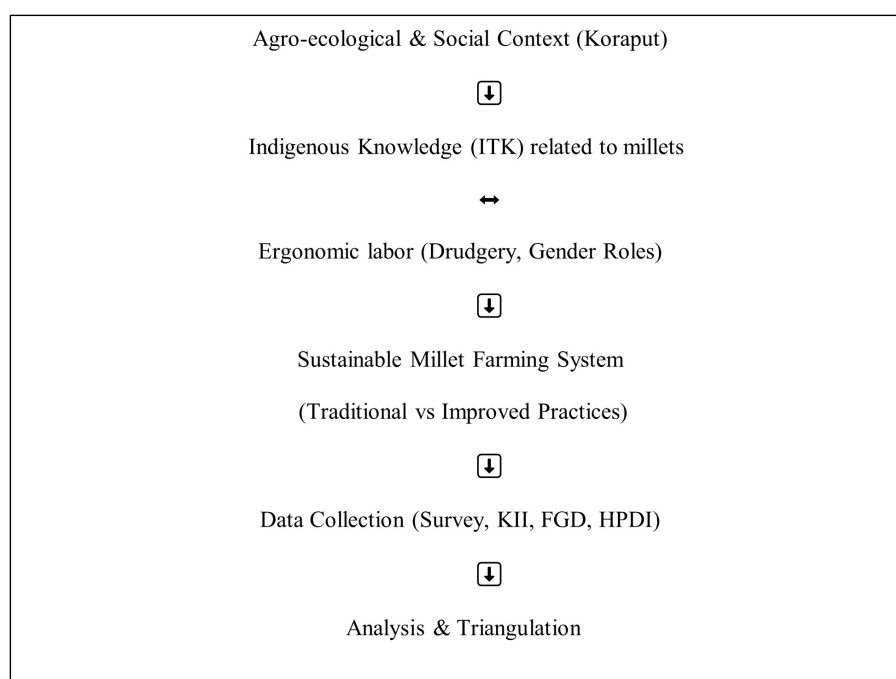 Agro-ecological & Social Context (Koraput)
Indigenous Knowledge (ITK) related to millets
Ergonomic labor (Drudgery, Gender Roles)
Sustainable Millet Farming System
(Traditional vs Improved Practices)
Data Collection (Survey, KII, FGD, HPDI)
Analysis & Triangulation